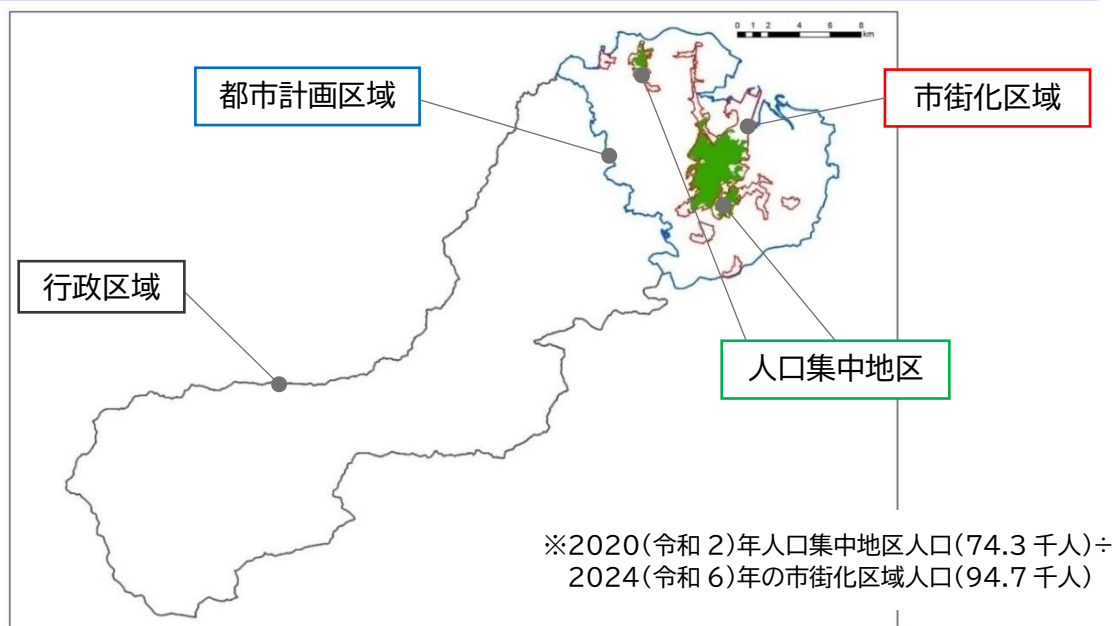 0 1 2 4 6 8
km
都市計画区域
市街化区域
行政区域
人口集中地区
※2020(令和 2)年人口集中地区人口(74.3 千人)÷
2024(令和 6)年の市街化区域人口(94.7 千人)